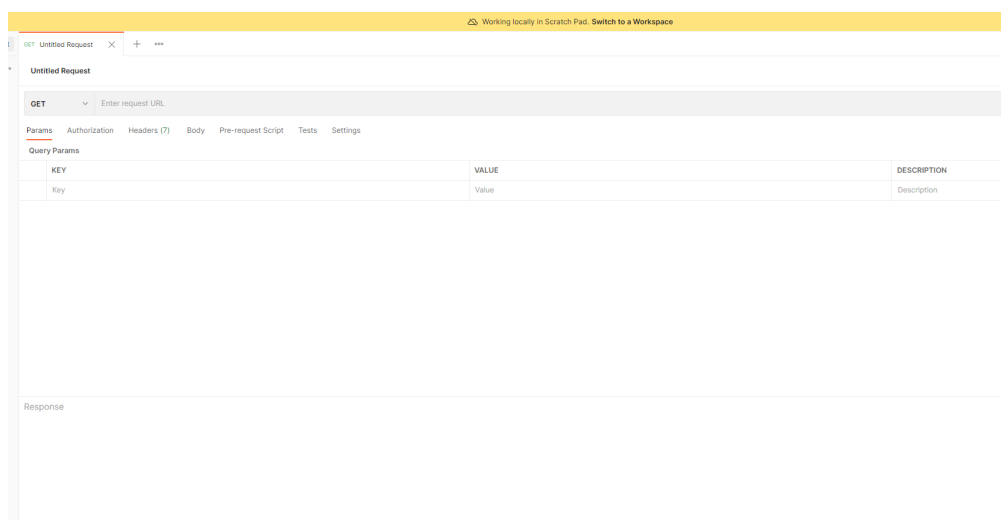 Working locally in Scratch Pad. Switch to a Workspace
GET Untitled Request
Untitled Request
GET Enter request URL
Params Authorization Headers (7) Body Pre-request Script Tests Settings
Query Params
KEY VALUE DESCRIPTION
Key Value Description
Response